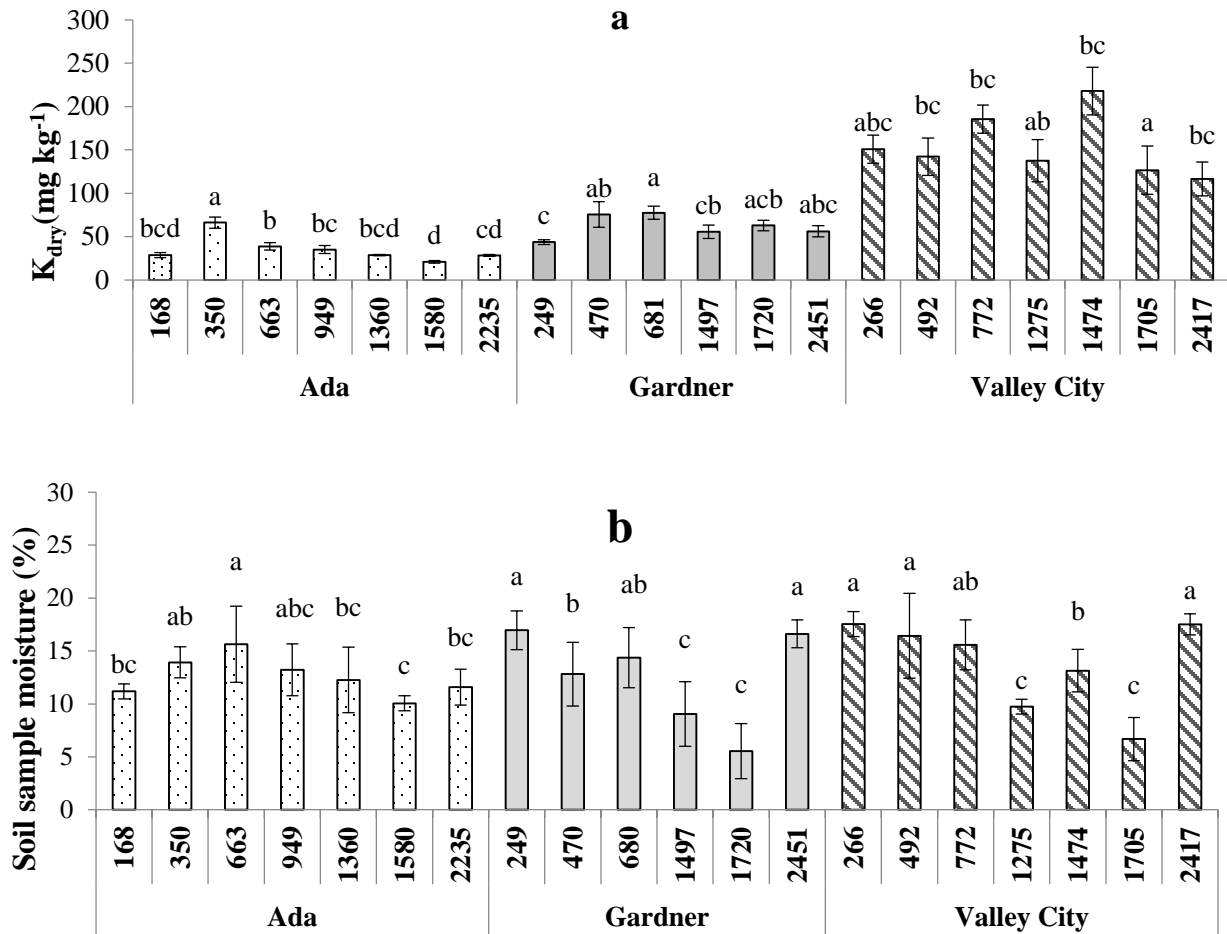 a
300
250
200
150
100
50
0
K_dry(mg kg⁻¹)
bcd a b bc bcd d cd c ab a cb acb abc abc bc bc ab bc a bc
168 350 663 949 1360 1580 2235 249 470 681 1497 1720 2451 266 492 772 1275 1474 1705 2417
Ada Gardner Valley City
b
30
25
20
15
10
5
0
Soil sample moisture (%)
bc ab a abc bc c bc a b ab c c a a a ab c b c a
168 350 663 949 1360 1580 2235 249 470 680 1497 1720 2451 266 492 772 1275 1474 1705 2417
Ada Gardner Valley City